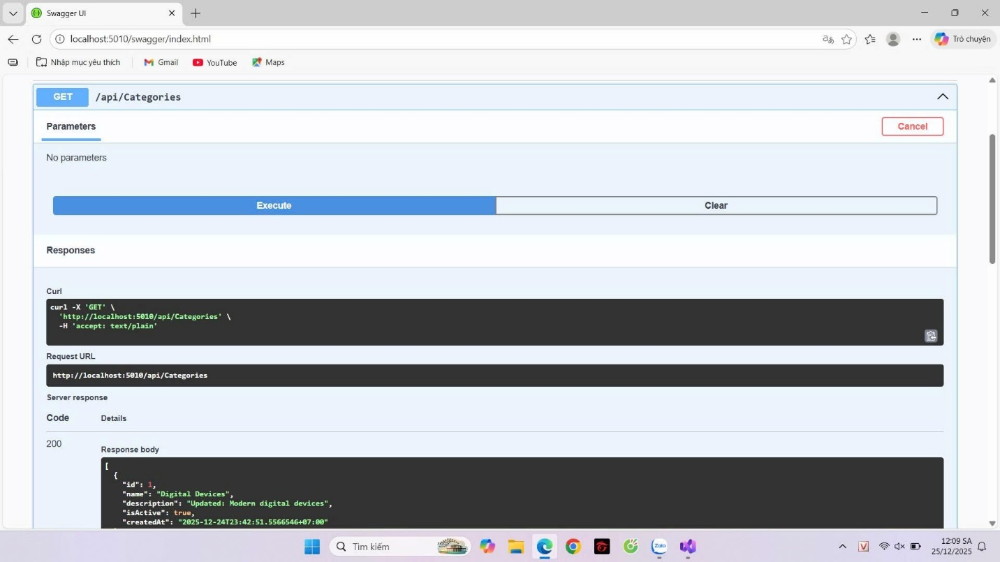 Swagger UI
localhost:5010/swagger/index.html
Trò chuyện
Nhập mục yêu thích
Gmail
YouTube
Maps
GET /api/Categories
Parameters
Cancel
No parameters
Execute
Clear
Responses
Curl
curl -X 'GET' \
'http://localhost:5010/api/Categories' \
-H 'accept: text/plain'
Request URL
http://localhost:5010/api/Categories
Server response
Code Details
200
Response body
[
{
"id": 1,
"name": "Digital Devices",
"description": "Updated: Modern digital devices",
"isActive": true,
"createdAt": "2025-12-24T23:42:51.5566546+07:00"
Tìm kiếm
Zalo
V
12:09 SA
25/12/2025